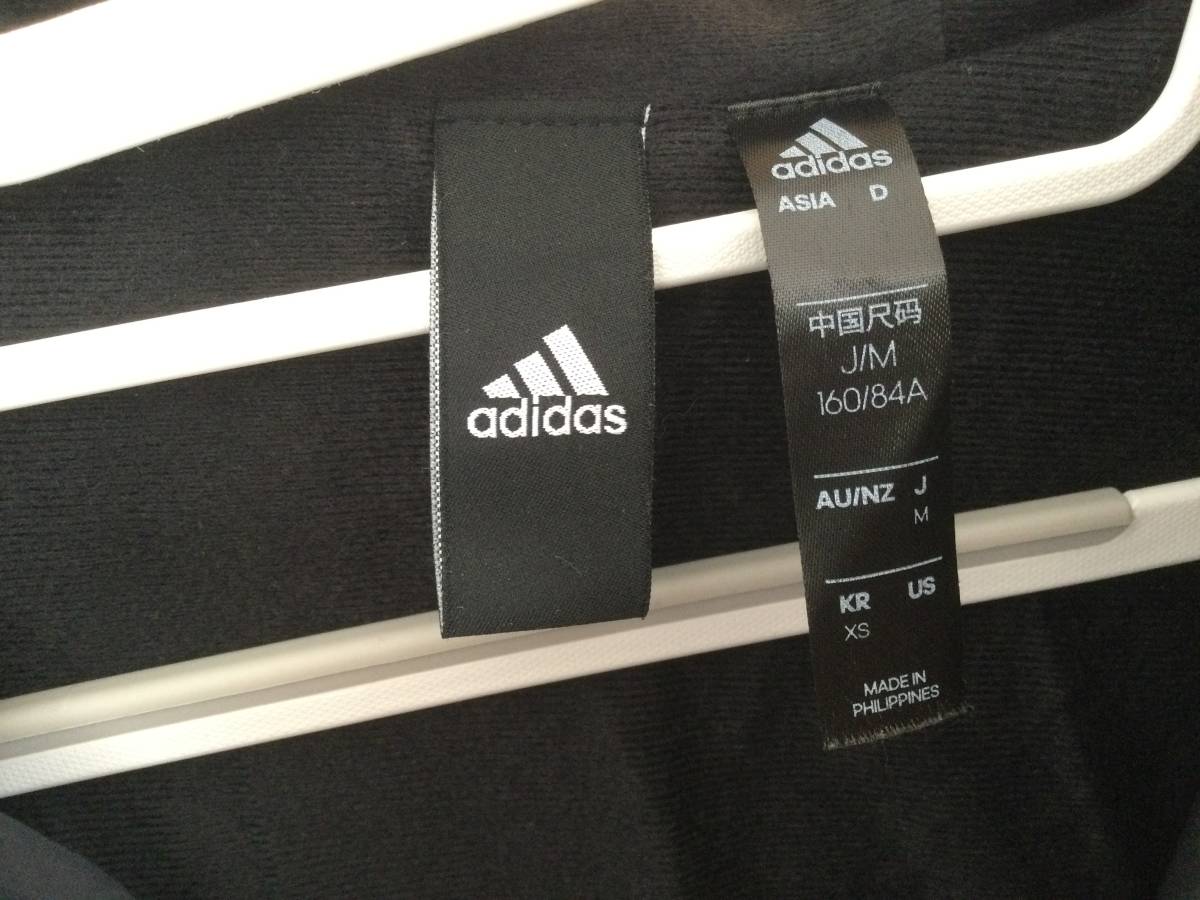 adidas
adidas
ASIA D
中国尺码
J/M
160/84A
AU/NZ J
M
KR US
XS
MADE IN
PHILIPPINES